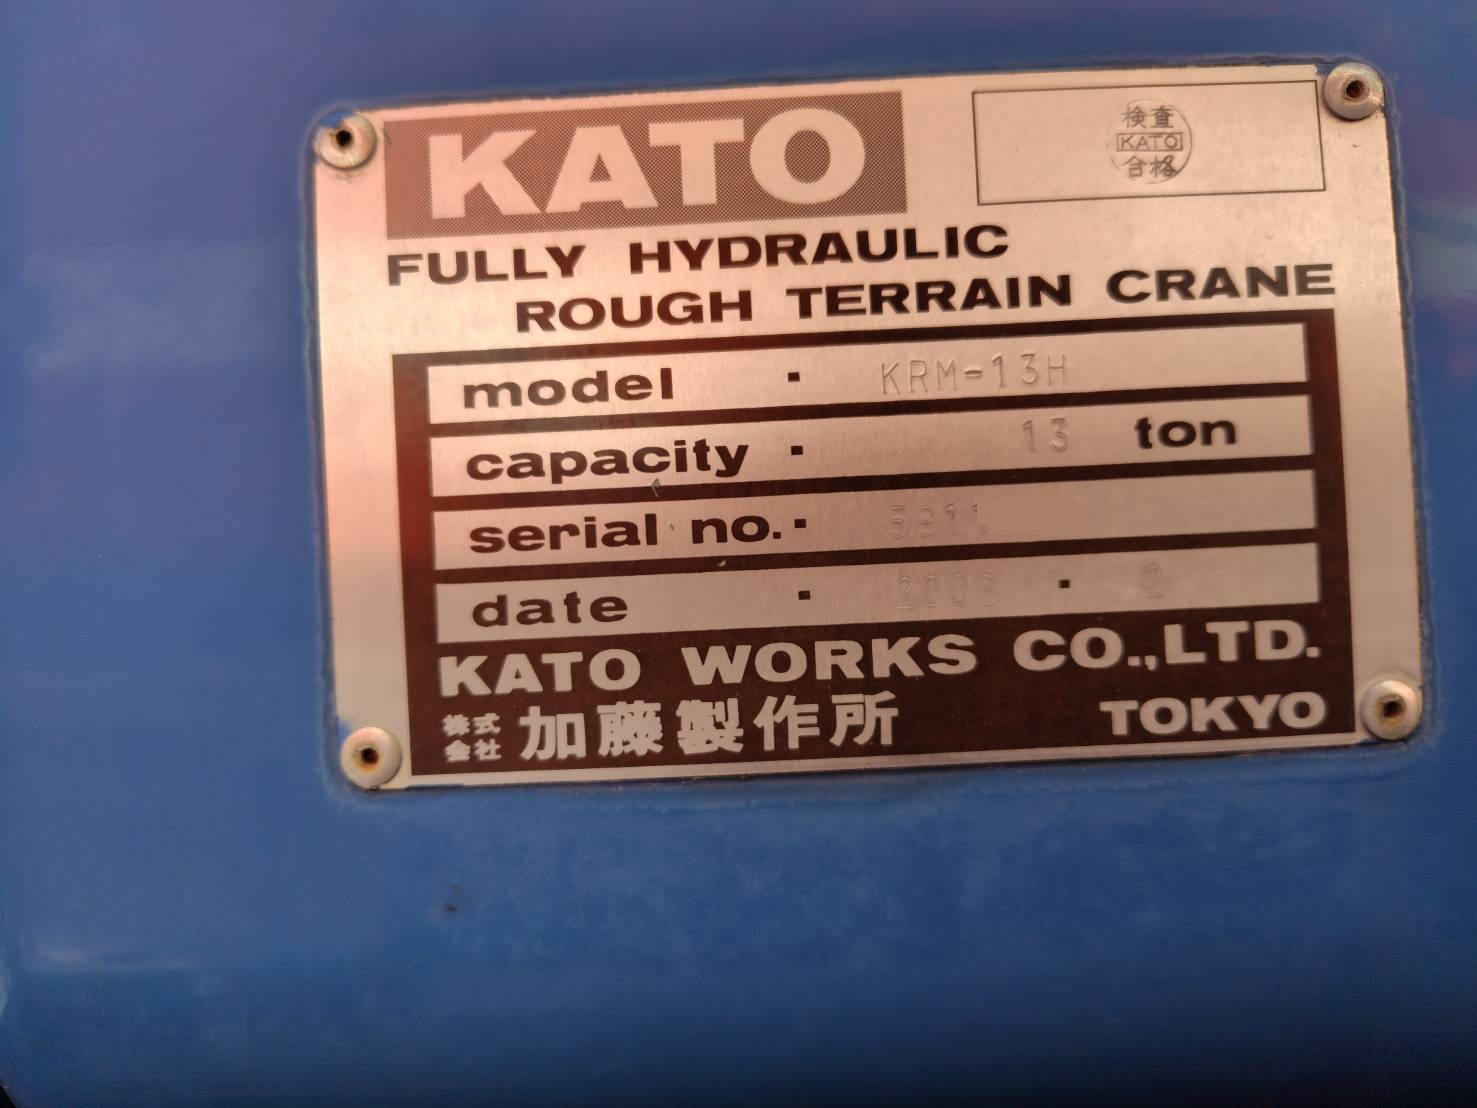 KATO
検査
KATO
合格
FULLY HYDRAULIC
ROUGH TERRAIN CRANE
model · KRM-13H
capacity · 13 ton
serial no. · 5911
date · 2008 · 2
KATO WORKS CO.,LTD.
株式会社 加藤製作所 TOKYO